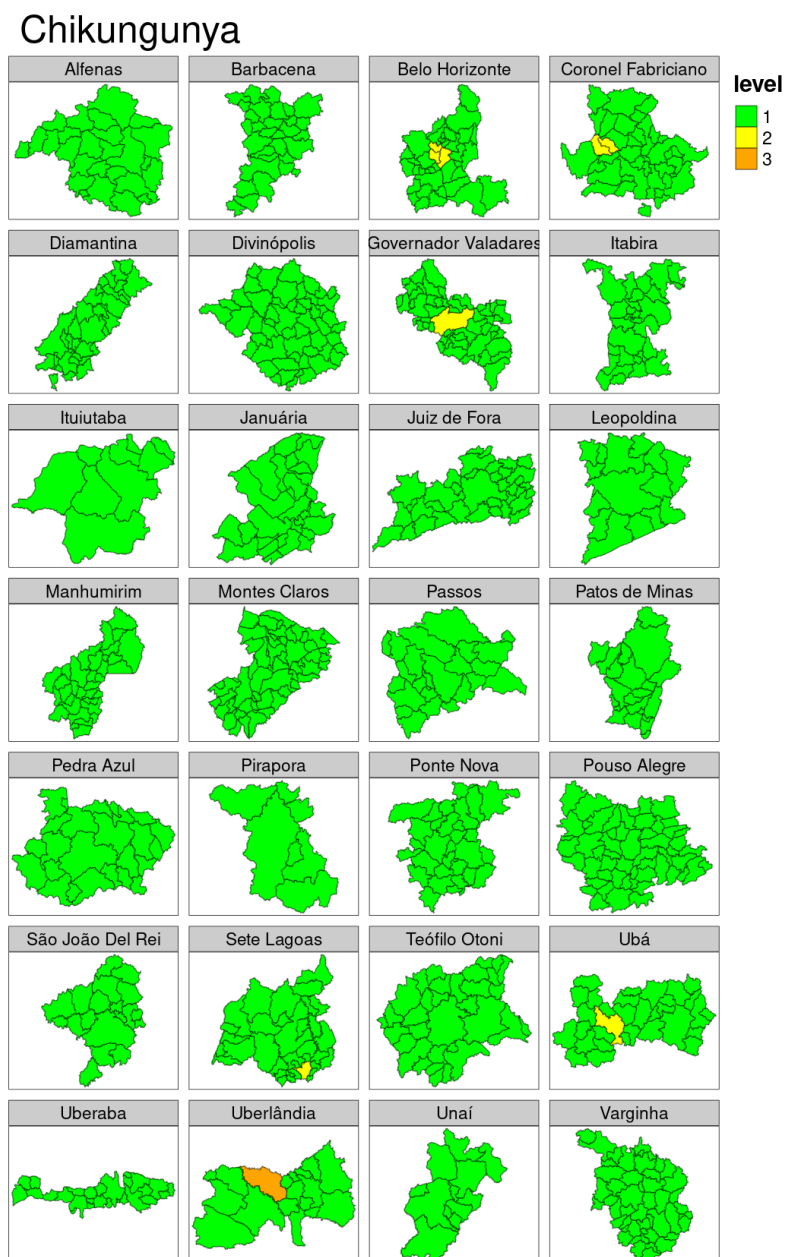 Chikungunya
Alfenas
Barbacena
Belo Horizonte
Coronel Fabriciano
level
1
2
3
Diamantina
Divinópolis
Governador Valadares
Itabira
Ituiutaba
Januária
Juiz de Fora
Leopoldina
Manhumirim
Montes Claros
Passos
Patos de Minas
Pedra Azul
Pirapora
Ponte Nova
Pouso Alegre
São João Del Rei
Sete Lagoas
Teófilo Otoni
Ubá
Uberaba
Uberlândia
Unaí
Varginha